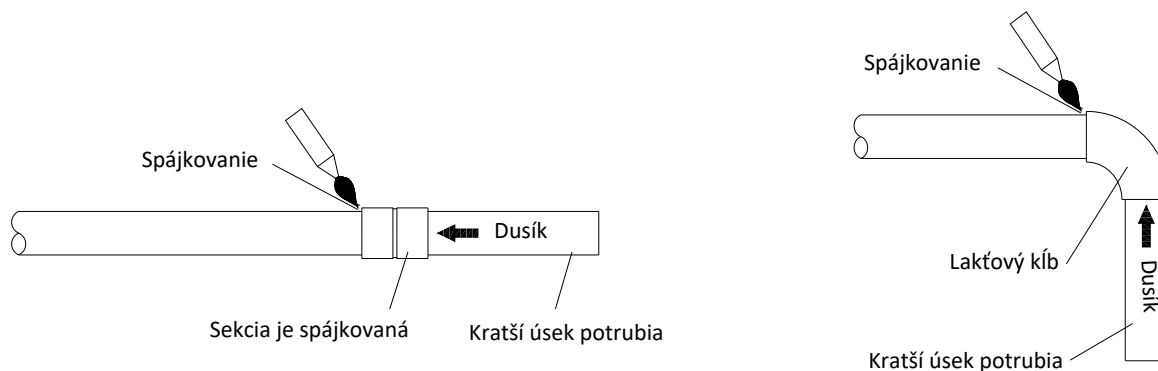 Spájkovanie
Dusík
Sekcia je spájkovaná
Kratší úsek potrubia
Spájkovanie
Lakťový kĺb
Dusík
Kratší úsek potrubia